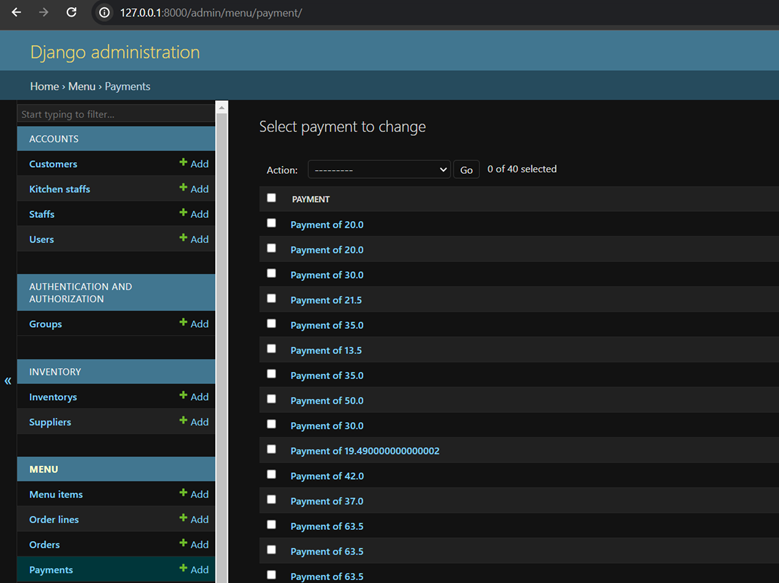 127.0.0.1:8000/admin/menu/payment/
Django administration
Home › Menu › Payments
Start typing to filter...
ACCOUNTS
Customers + Add
Kitchen staffs + Add
Staffs + Add
Users + Add
AUTHENTICATION AND
AUTHORIZATION
Groups + Add
INVENTORY
Inventorys + Add
Suppliers + Add
MENU
Menu items + Add
Order lines + Add
Orders + Add
Payments + Add
«
Select payment to change
Action: --------- Go 0 of 40 selected
PAYMENT
Payment of 20.0
Payment of 20.0
Payment of 30.0
Payment of 21.5
Payment of 35.0
Payment of 13.5
Payment of 35.0
Payment of 50.0
Payment of 30.0
Payment of 19.490000000000002
Payment of 42.0
Payment of 37.0
Payment of 63.5
Payment of 63.5
Payment of 63.5